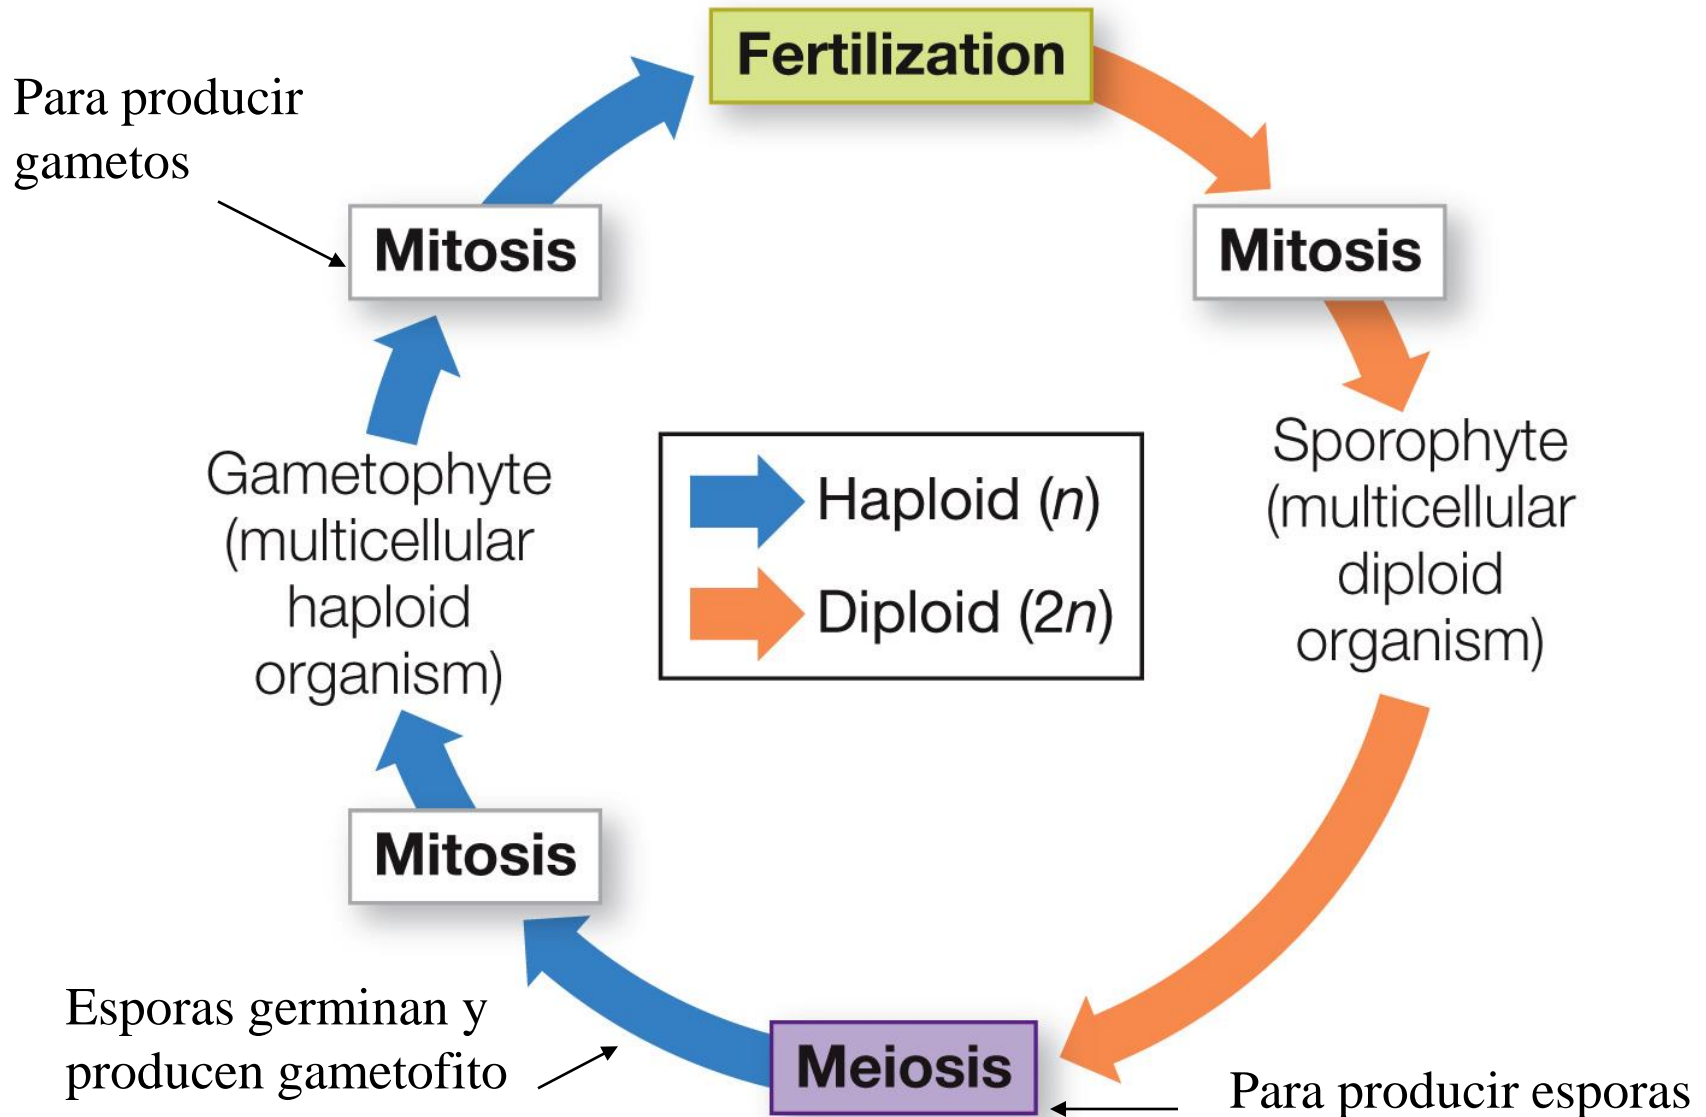 Fertilization
Para producir
gametos
Mitosis
Mitosis
Gametophyte
(multicellular
haploid
organism)
Haploid (n)
Diploid (2n)
Sporophyte
(multicellular
diploid
organism)
Mitosis
Esporas germinan y
producen gametofito
Meiosis
Para producir esporas